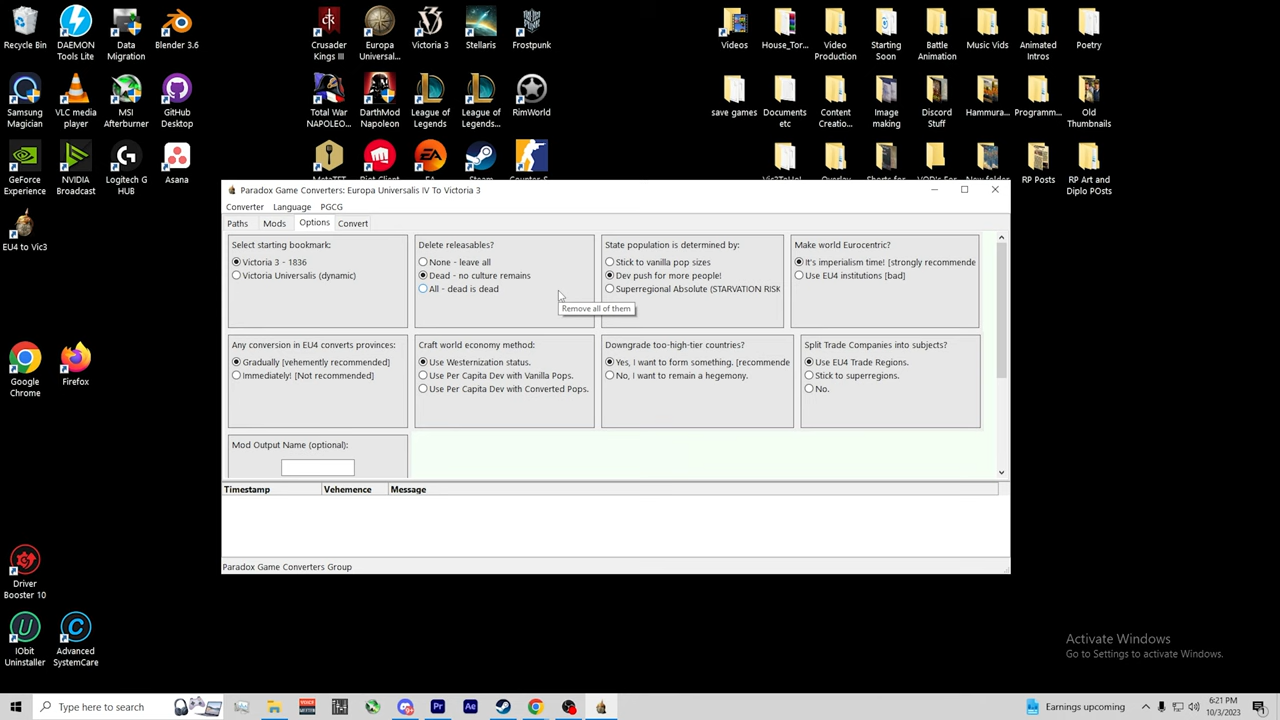 Recycle Bin
DAEMON Tools Lite
Data Migration
Blender 3.6
Crusader Kings III
Europa Universal...
Victoria 3
Stellaris
Frostpunk
Videos
House_Tor...
Video Production
Starting Soon
Battle Animation
Music Vids
Animated Intros
Poetry
Samsung Magician
VLC media player
MSI Afterburner
GitHub Desktop
Total War NAPOLEO...
DarthMod Napoleon
League of Legends
League of Legends...
RimWorld
save games
Documents etc
Content Creatio...
Image making
Discord Stuff
Hammura...
Programm...
Old Thumbnails
GeForce Experience
NVIDIA Broadcast
Logitech G HUB
Asana
EA
RP Posts
RP Art and Diplo POsts
EU4 to Vic3
Paradox Game Converters: Europa Universalis IV To Victoria 3
Converter Language PGCG
Paths Mods Options Convert
Select starting bookmark:
Victoria 3 - 1836
Victoria Universalis (dynamic)
Delete releasables?
None - leave all
Dead - no culture remains
All - dead is dead
Remove all of them
State population is determined by:
Stick to vanilla pop sizes
Dev push for more people!
Superregional Absolute (STARVATION RISK
Make world Eurocentric?
It's imperialism time! [strongly recommende
Use EU4 institutions [bad]
Any conversion in EU4 converts provinces:
Gradually [vehemently recommended]
Immediately! [Not recommended]
Craft world economy method:
Use Westernization status.
Use Per Capita Dev with Vanilla Pops.
Use Per Capita Dev with Converted Pops.
Downgrade too-high-tier countries?
Yes, I want to form something. [recommende
No, I want to remain a hegemony.
Split Trade Companies into subjects?
Use EU4 Trade Regions.
Stick to superregions.
No.
Mod Output Name (optional):
Timestamp Vehemence Message
Paradox Game Converters Group
Google Chrome
Firefox
Driver Booster 10
IObit Uninstaller
Advanced SystemCare
Activate Windows
Go to Settings to activate Windows.
Type here to search
Pr
Ae
Earnings upcoming
6:21 PM
10/3/2023